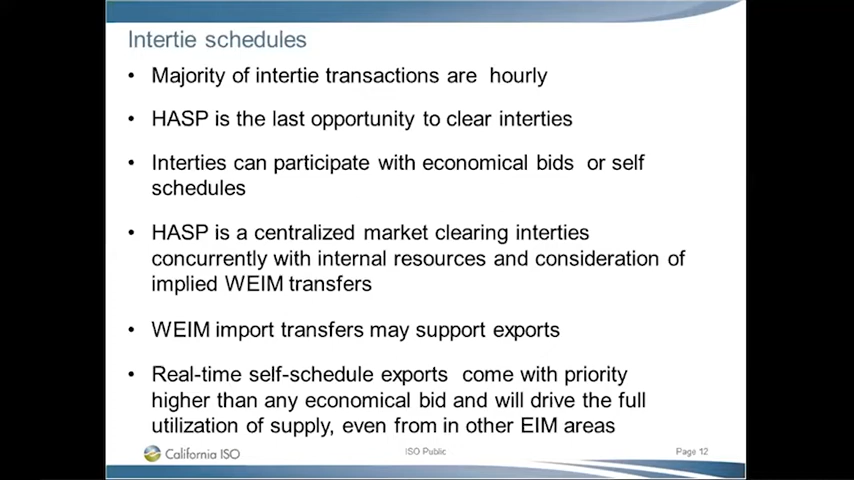 Intertie schedules
• Majority of intertie transactions are hourly
• HASP is the last opportunity to clear interties
• Interties can participate with economical bids or self
schedules
• HASP is a centralized market clearing interties
concurrently with internal resources and consideration of
implied WEIM transfers
• WEIM import transfers may support exports
• Real-time self-schedule exports come with priority
higher than any economical bid and will drive the full
utilization of supply, even from in other EIM areas
California ISO
ISO Public
Page 12